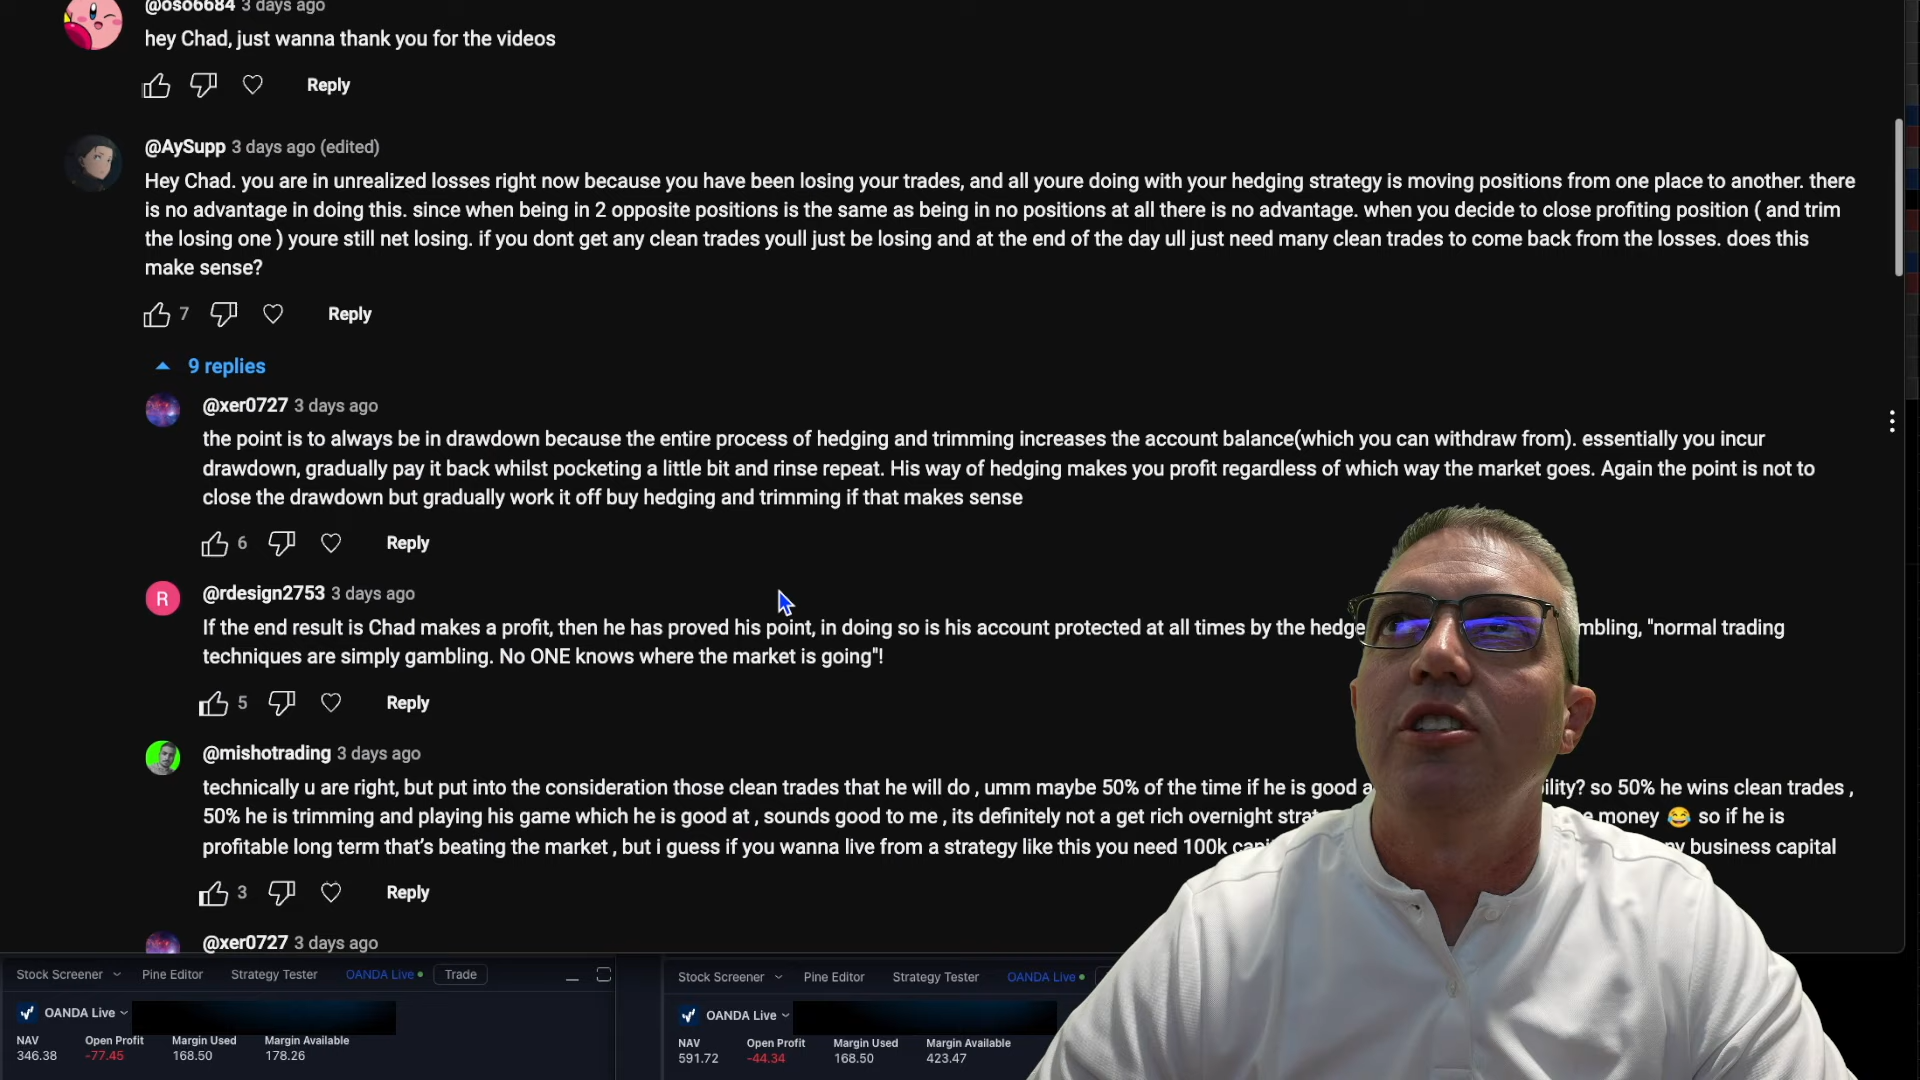 @oso6684 3 days ago
hey Chad, just wanna thank you for the videos
Reply
@AySupp 3 days ago (edited)
Hey Chad. you are in unrealized losses right now because you have been losing your trades, and all youre doing with your hedging strategy is moving positions from one place to another. there
is no advantage in doing this. since when being in 2 opposite positions is the same as being in no positions at all there is no advantage. when you decide to close profiting position ( and trim
the losing one ) youre still net losing. if you dont get any clean trades youll just be losing and at the end of the day ull just need many clean trades to come back from the losses. does this
make sense?
7 Reply
9 replies
@xer0727 3 days ago
the point is to always be in drawdown because the entire process of hedging and trimming increases the account balance(which you can withdraw from). essentially you incur
drawdown, gradually pay it back whilst pocketing a little bit and rinse repeat. His way of hedging makes you profit regardless of which way the market goes. Again the point is not to
close the drawdown but gradually work it off buy hedging and trimming if that makes sense
6 Reply
R
@rdesign2753 3 days ago
If the end result is Chad makes a profit, then he has proved his point, in doing so is his account protected at all times by the hedge mbling, "normal trading
techniques are simply gambling. No ONE knows where the market is going"!
5 Reply
@mishotrading 3 days ago
technically u are right, but put into the consideration those clean trades that he will do , umm maybe 50% of the time if he is good a ility? so 50% he wins clean trades ,
50% he is trimming and playing his game which he is good at , sounds good to me , its definitely not a get rich overnight strat e money 😂 so if he is
profitable long term that's beating the market , but i guess if you wanna live from a strategy like this you need 100k cap ny business capital
3 Reply
@xer0727 3 days ago
Stock Screener Pine Editor Strategy Tester OANDA Live Trade
OANDA Live
NAV Open Profit Margin Used Margin Available
346.38 -77.45 168.50 178.26
Stock Screener Pine Editor Strategy Tester OANDA Live
OANDA Live
NAV Open Profit Margin Used Margin Available
591.72 -44.34 168.50 423.47